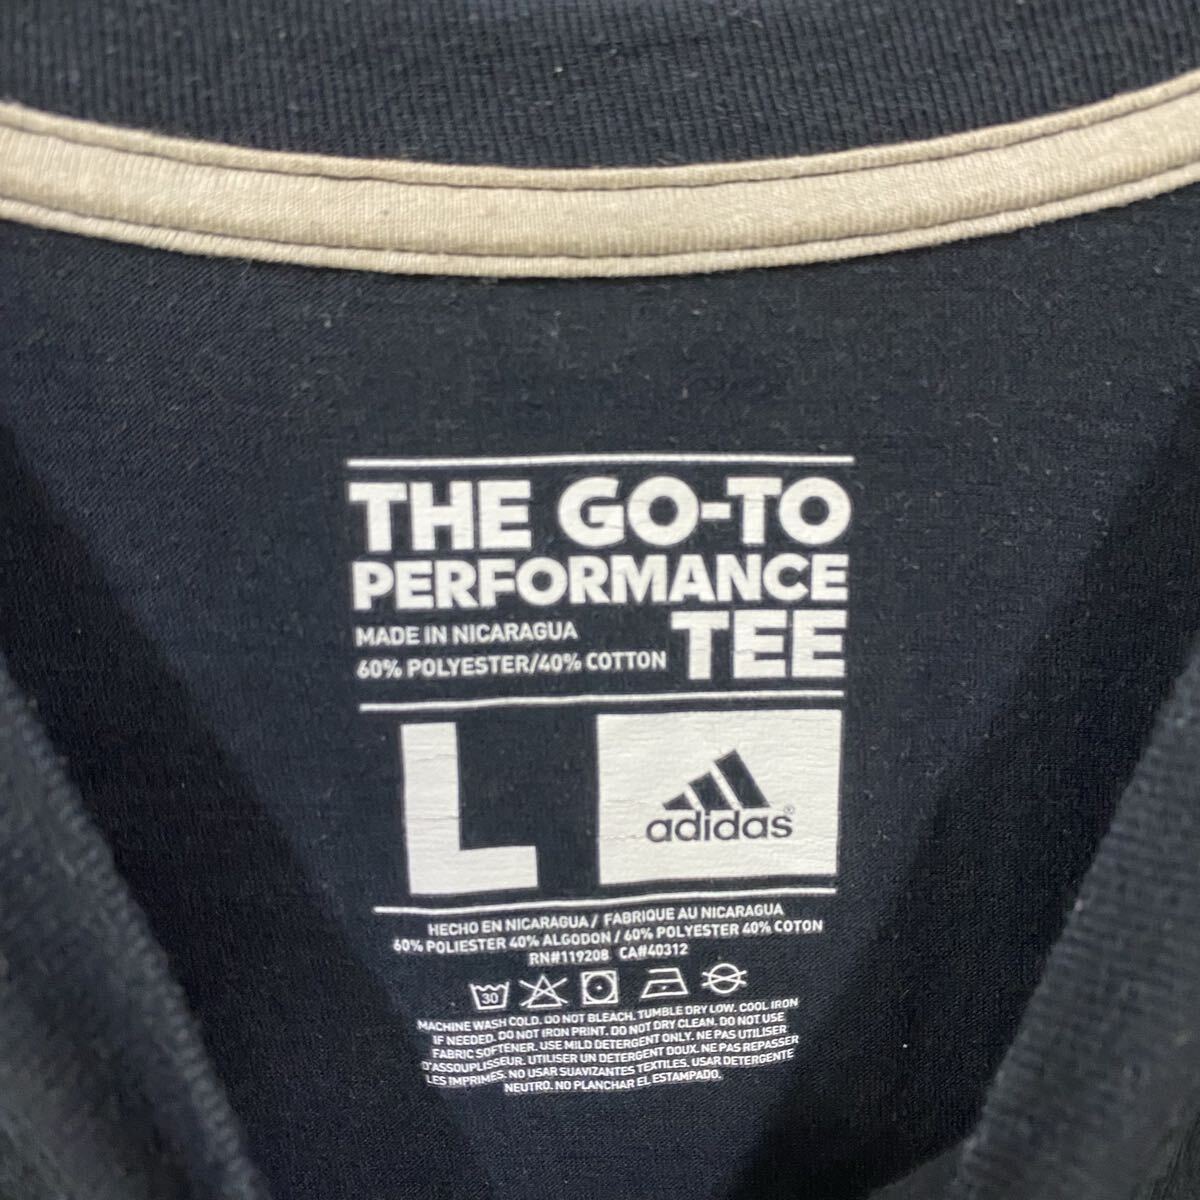 THE GO-TO
PERFORMANCE
MADE IN NICARAGUA
60% POLYESTER/40% COTTON
TEE
L
adidas®
HECHO EN NICARAGUA / FABRIQUE AU NICARAGUA
60% POLIESTER 40% ALGODON / 60% POLYESTER 40% COTON
RN#119208 CA#40312
30
MACHINE WASH COLD. DO NOT BLEACH. TUMBLE DRY LOW. COOL IRON
IF NEEDED. DO NOT IRON PRINT. DO NOT DRY CLEAN. DO NOT USE
FABRIC SOFTENER. USE MILD DETERGENT ONLY. NE PAS UTILISER
D'ASSOUPLISSEUR. UTILISER UN DETERGENT DOUX. NE PAS REPASSER
LES IMPRIMES. NO USAR SUAVIZANTES TEXTILES. USAR DETERGENTE
NEUTRO. NO PLANCHAR EL ESTAMPADO.